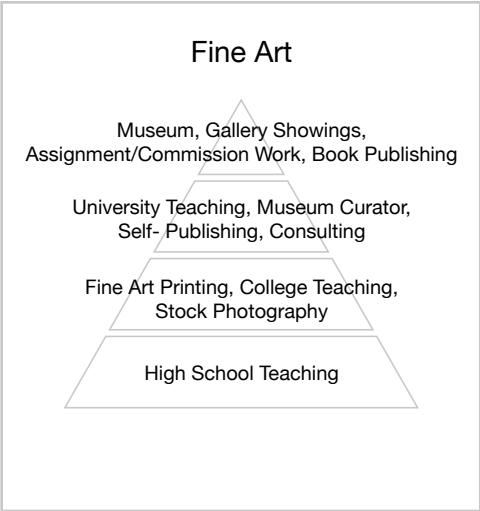 Fine Art
Museum, Gallery Showings,
Assignment/Commission Work, Book Publishing
University Teaching, Museum Curator,
Self- Publishing, Consulting
Fine Art Printing, College Teaching,
Stock Photography
High School Teaching